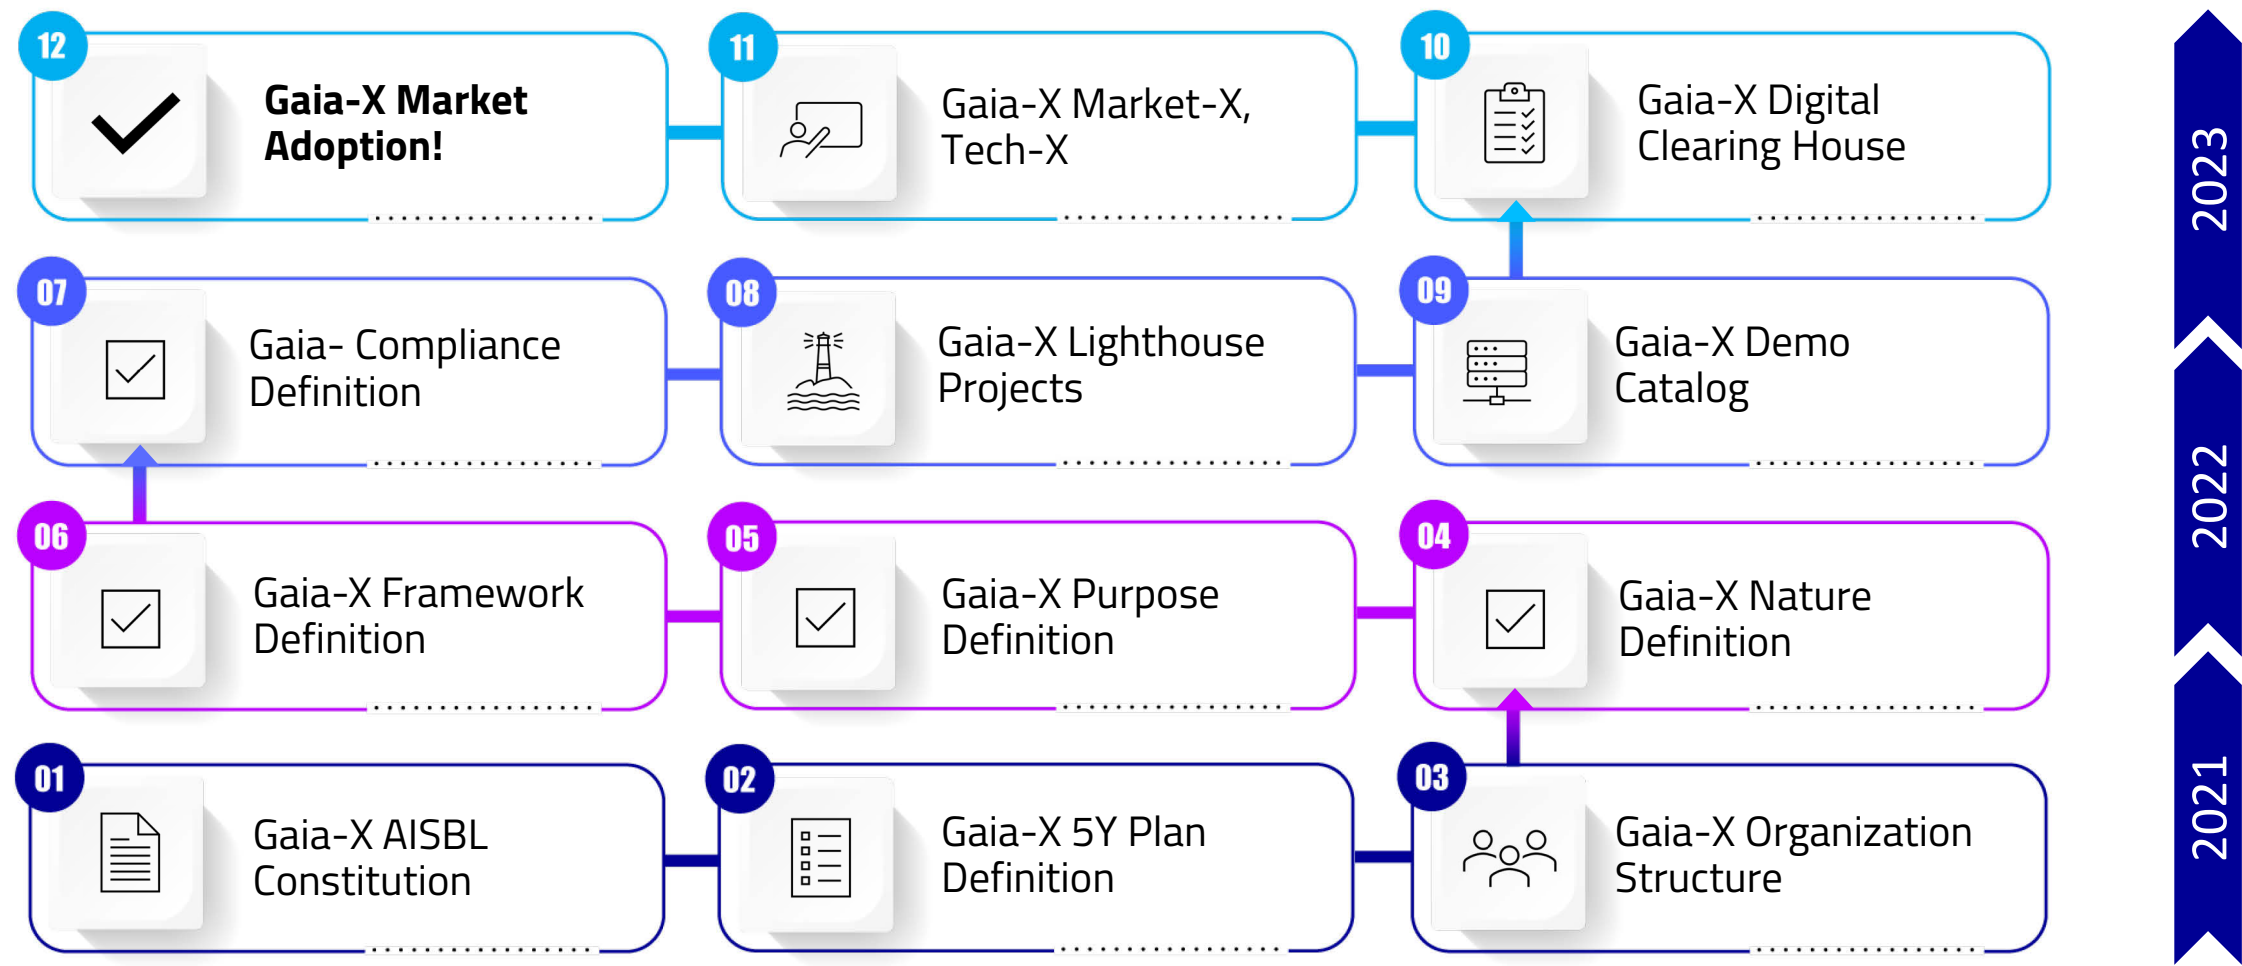 12
Gaia-X Market
Adoption!
11
Gaia-X Market-X,
Tech-X
10
Gaia-X Digital
Clearing House
2023
07
Gaia- Compliance
Definition
08
Gaia-X Lighthouse
Projects
09
Gaia-X Demo
Catalog
2022
06
Gaia-X Framework
Definition
05
Gaia-X Purpose
Definition
04
Gaia-X Nature
Definition
01
Gaia-X AISBL
Constitution
02
Gaia-X 5Y Plan
Definition
03
Gaia-X Organization
Structure
2021